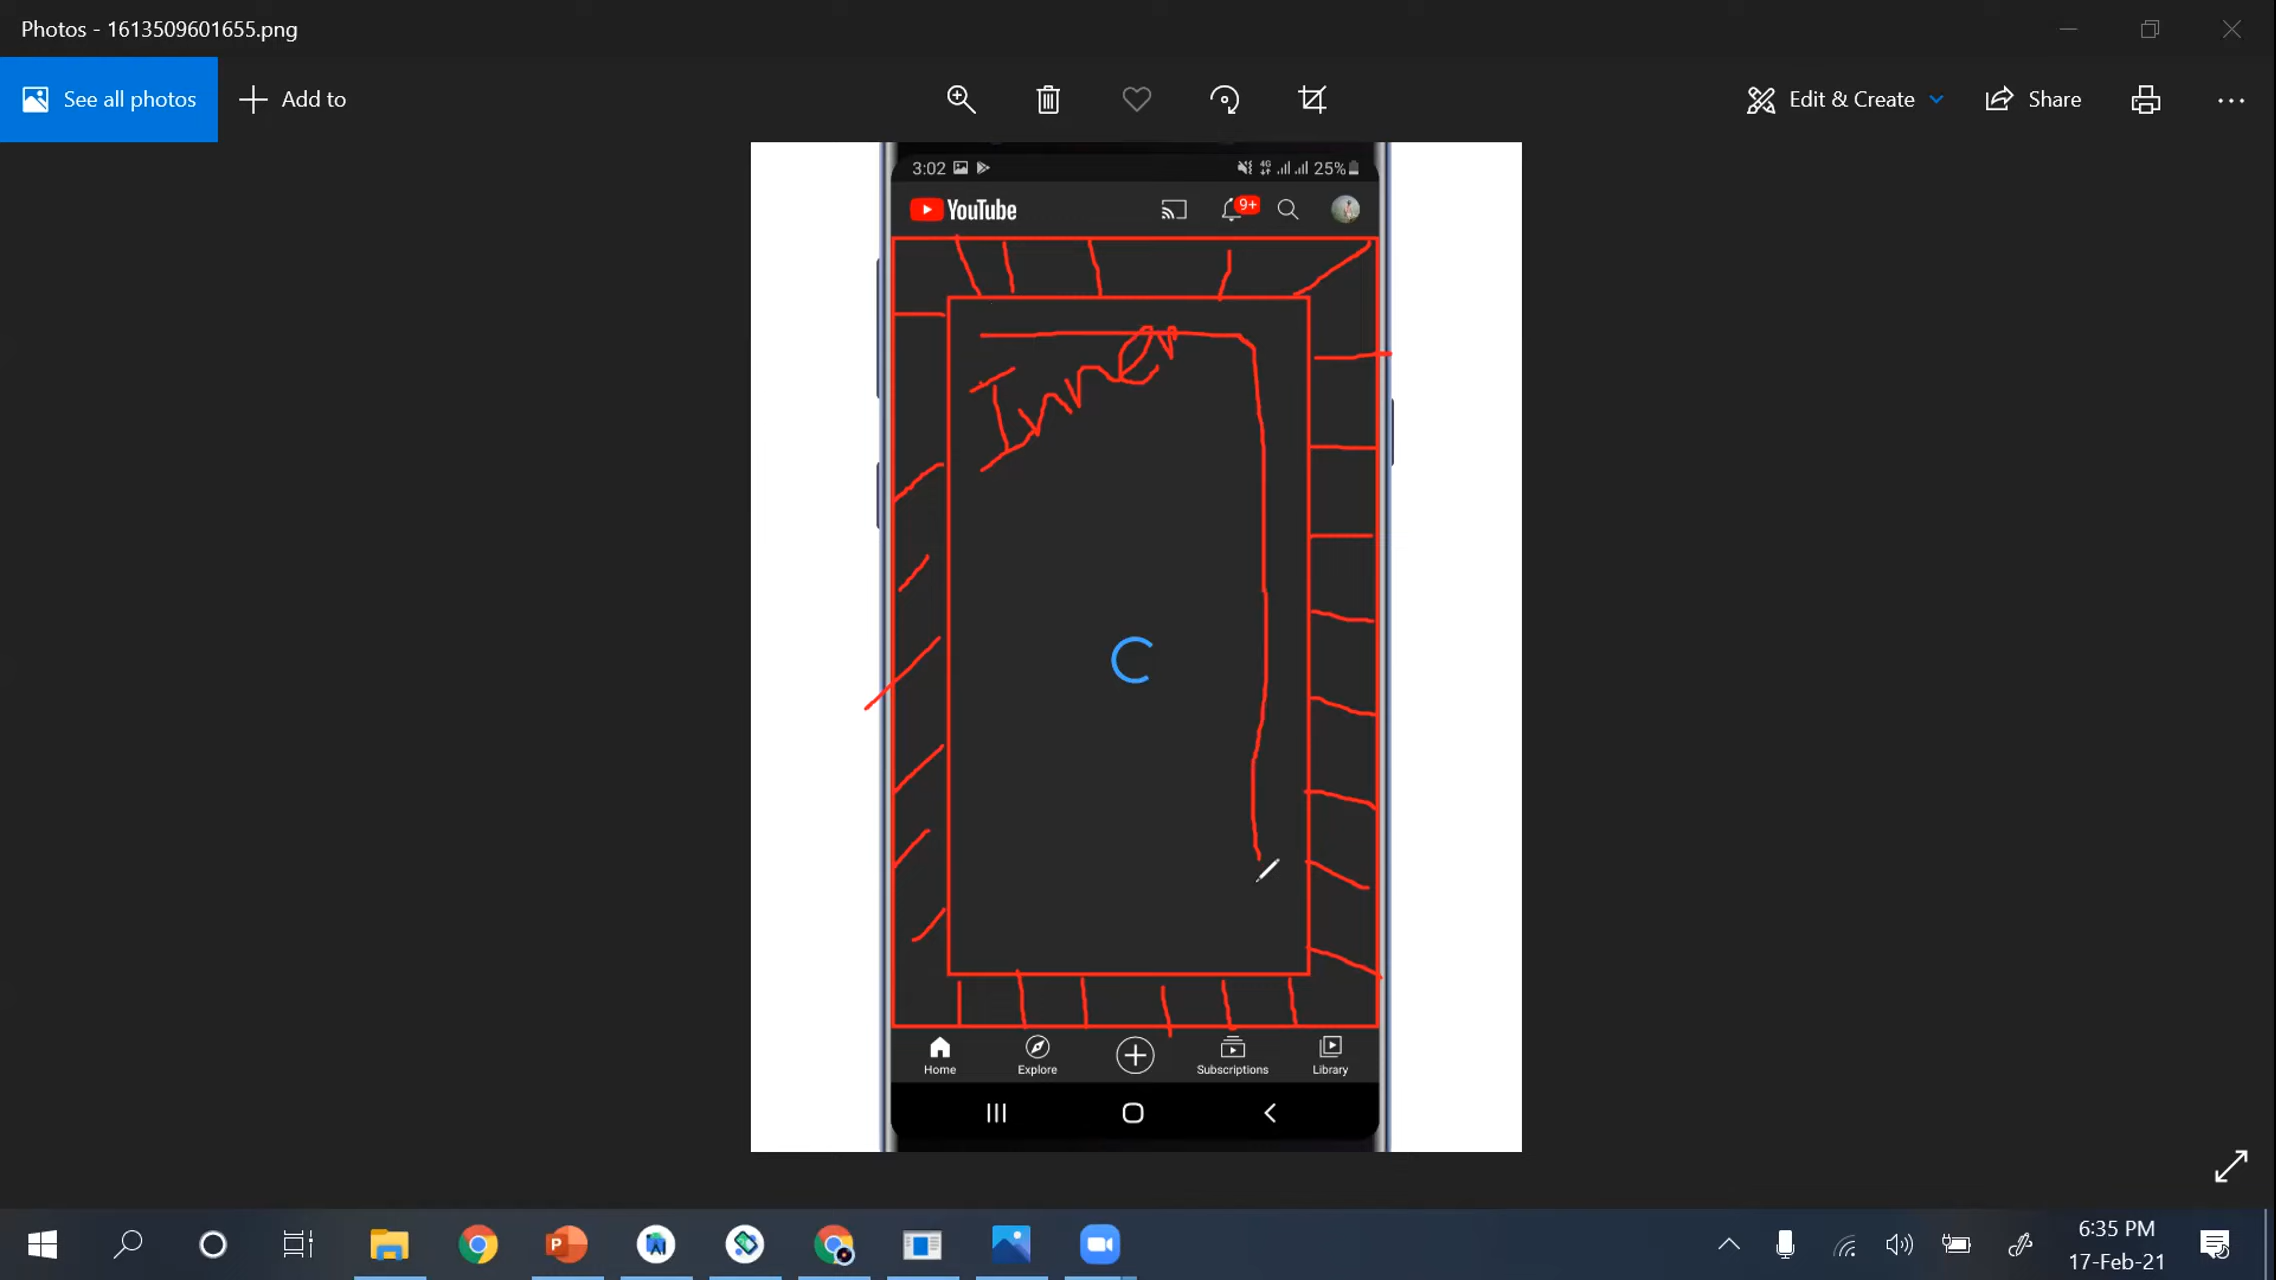 Photos - 1613509601655.png
See all photos
Add to
Edit & Create
Share
3:02
4G
25%
YouTube
9+
Inner
Home
Explore
Subscriptions
Library
6:35 PM
17-Feb-21